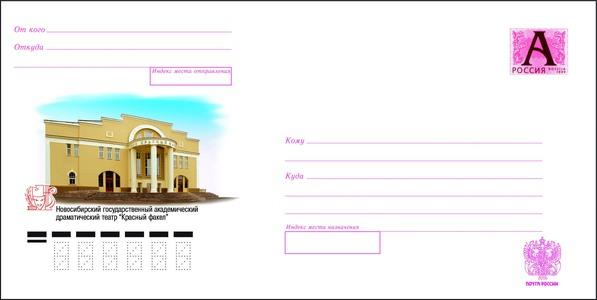 От кого
Откуда
Индекс места отправления
А
РОССИЯ
Новосибирский государственный академический
драматический театр "Красный факел"
Кому
Куда
Индекс места назначения
ПОЧТА РОССИИ